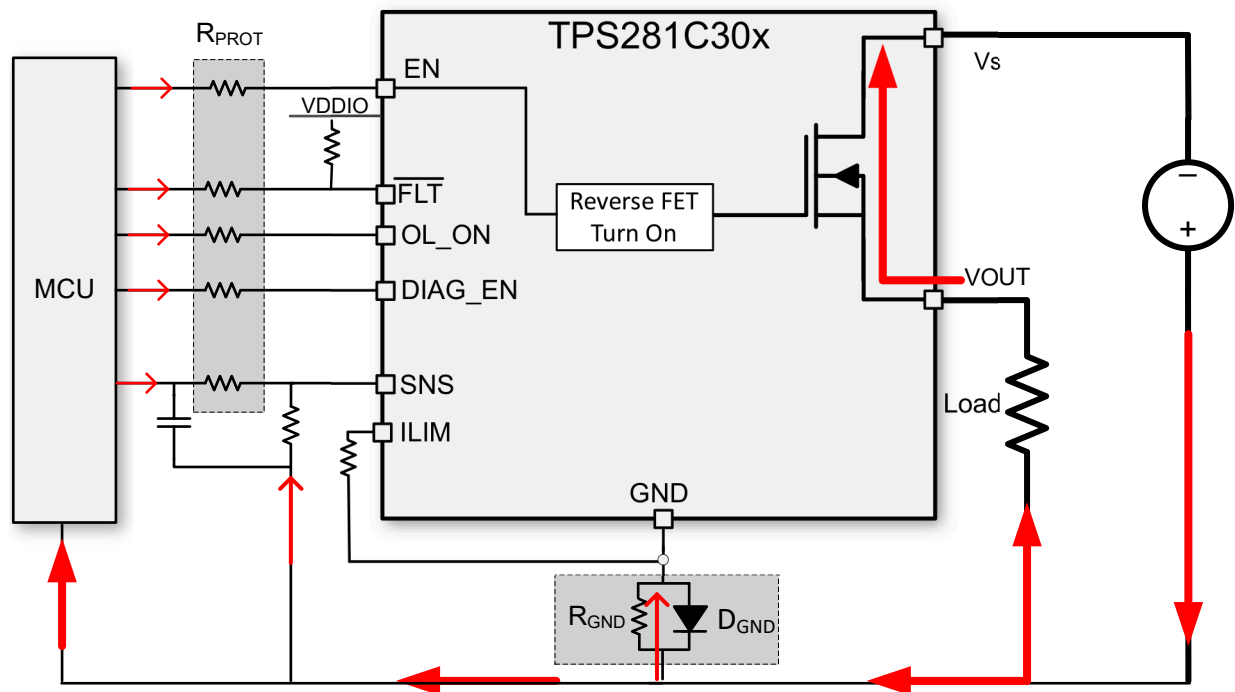 TPS281C30x
RPROT
EN
Vs
VDDIO
FLT
Reverse FET
Turn On
OL_ON
MCU
DIAG_EN
VOUT
SNS
Load
ILIM
GND
RGND
DGND
−
+